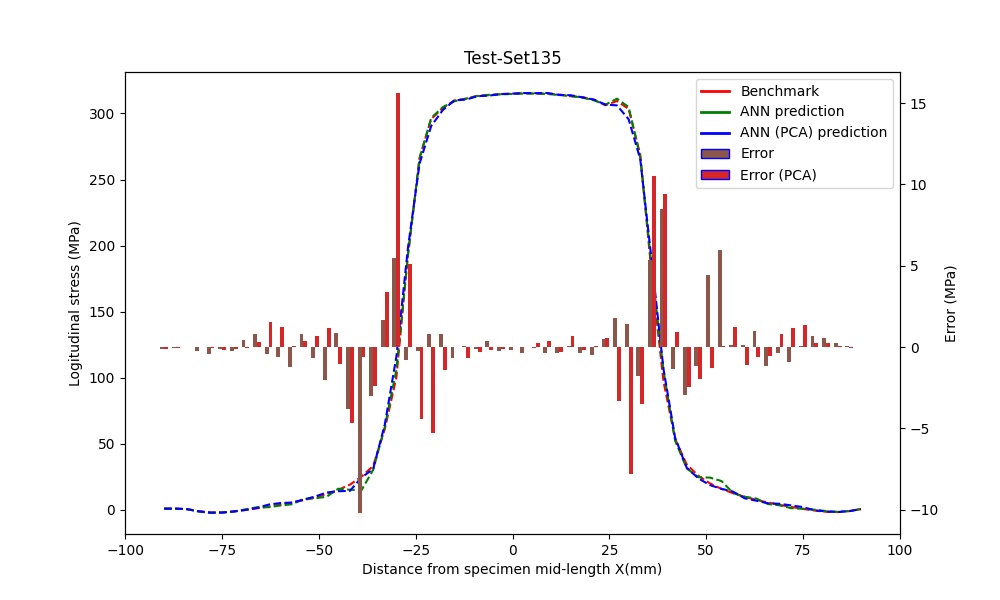 Test-Set135
Benchmark
ANN prediction
ANN (PCA) prediction
Error
Error (PCA)
300
250
200
150
100
50
0
Logitudinal stress (MPa)
15
10
5
0
−5
−10
Error (MPa)
−100 −75 −50 −25 0 25 50 75 100
Distance from specimen mid-length X(mm)